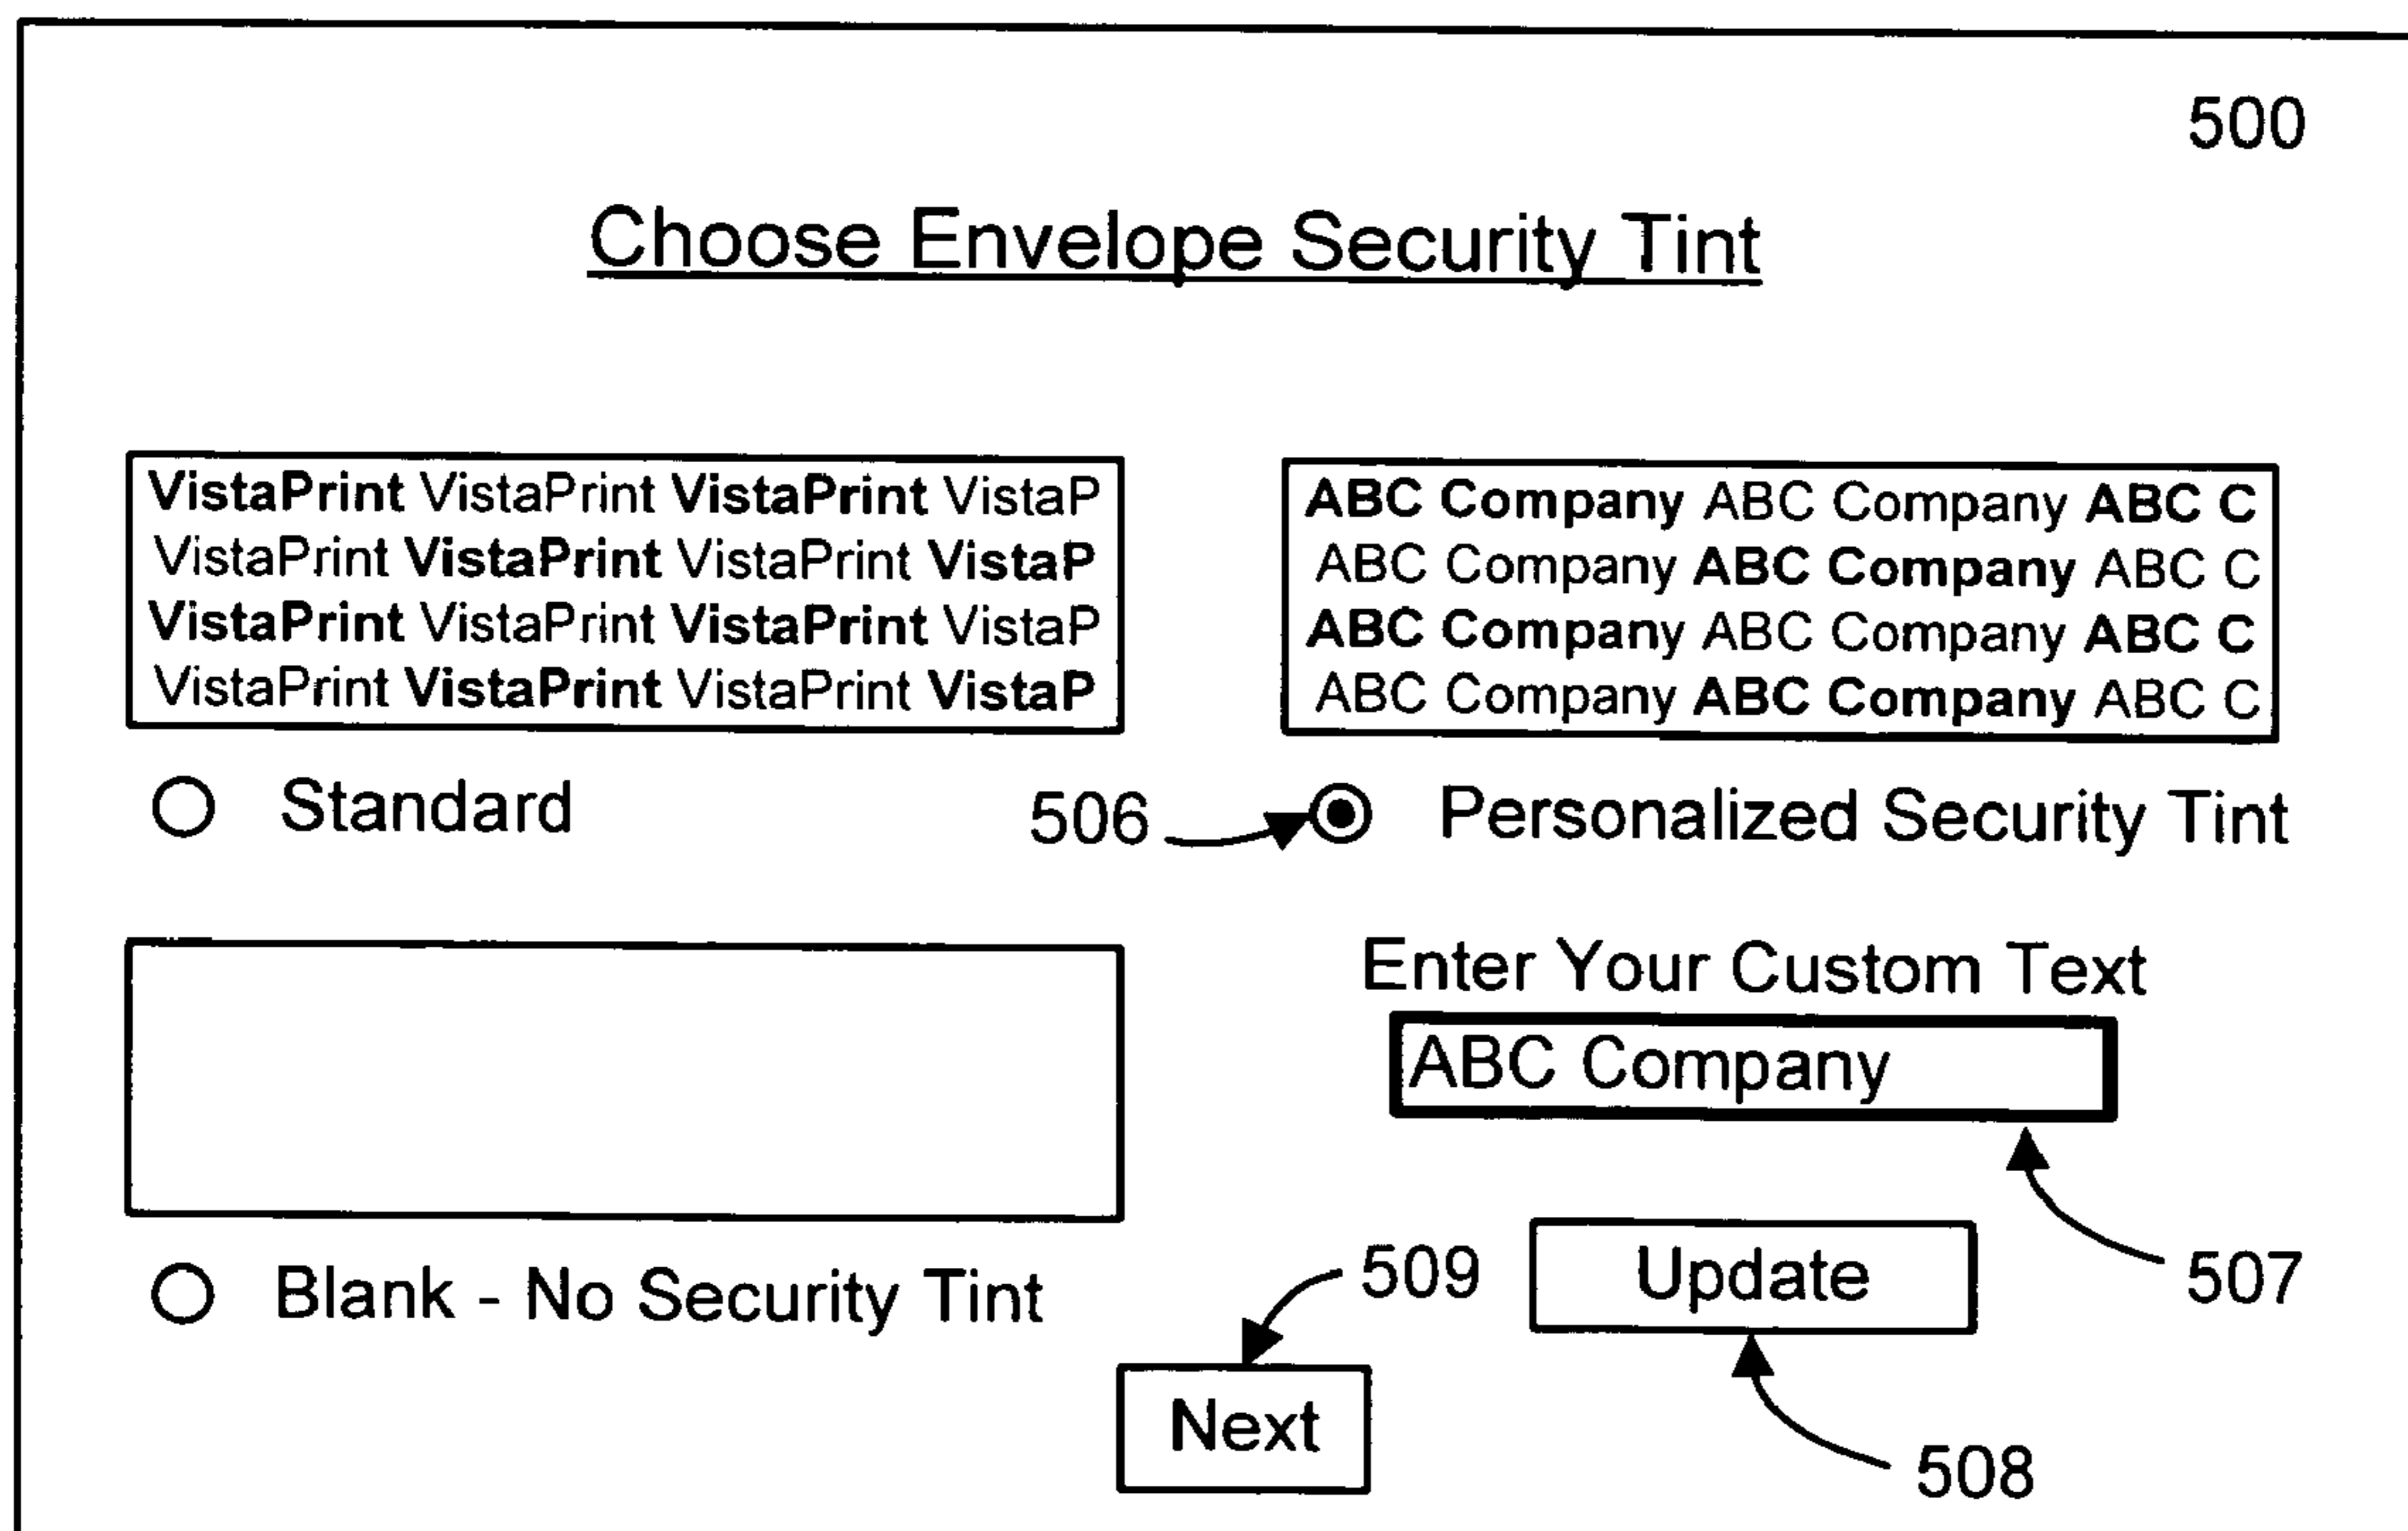 500
Choose Envelope Security Tint
VistaPrint VistaPrint VistaPrint VistaP
VistaPrint VistaPrint VistaPrint VistaP
VistaPrint VistaPrint VistaPrint VistaP
VistaPrint VistaPrint VistaPrint VistaP
ABC Company ABC Company ABC C
ABC Company ABC Company ABC C
ABC Company ABC Company ABC C
ABC Company ABC Company ABC C
Standard
506
Personalized Security Tint
Enter Your Custom Text
ABC Company
507
Blank - No Security Tint
509
Update
Next
508